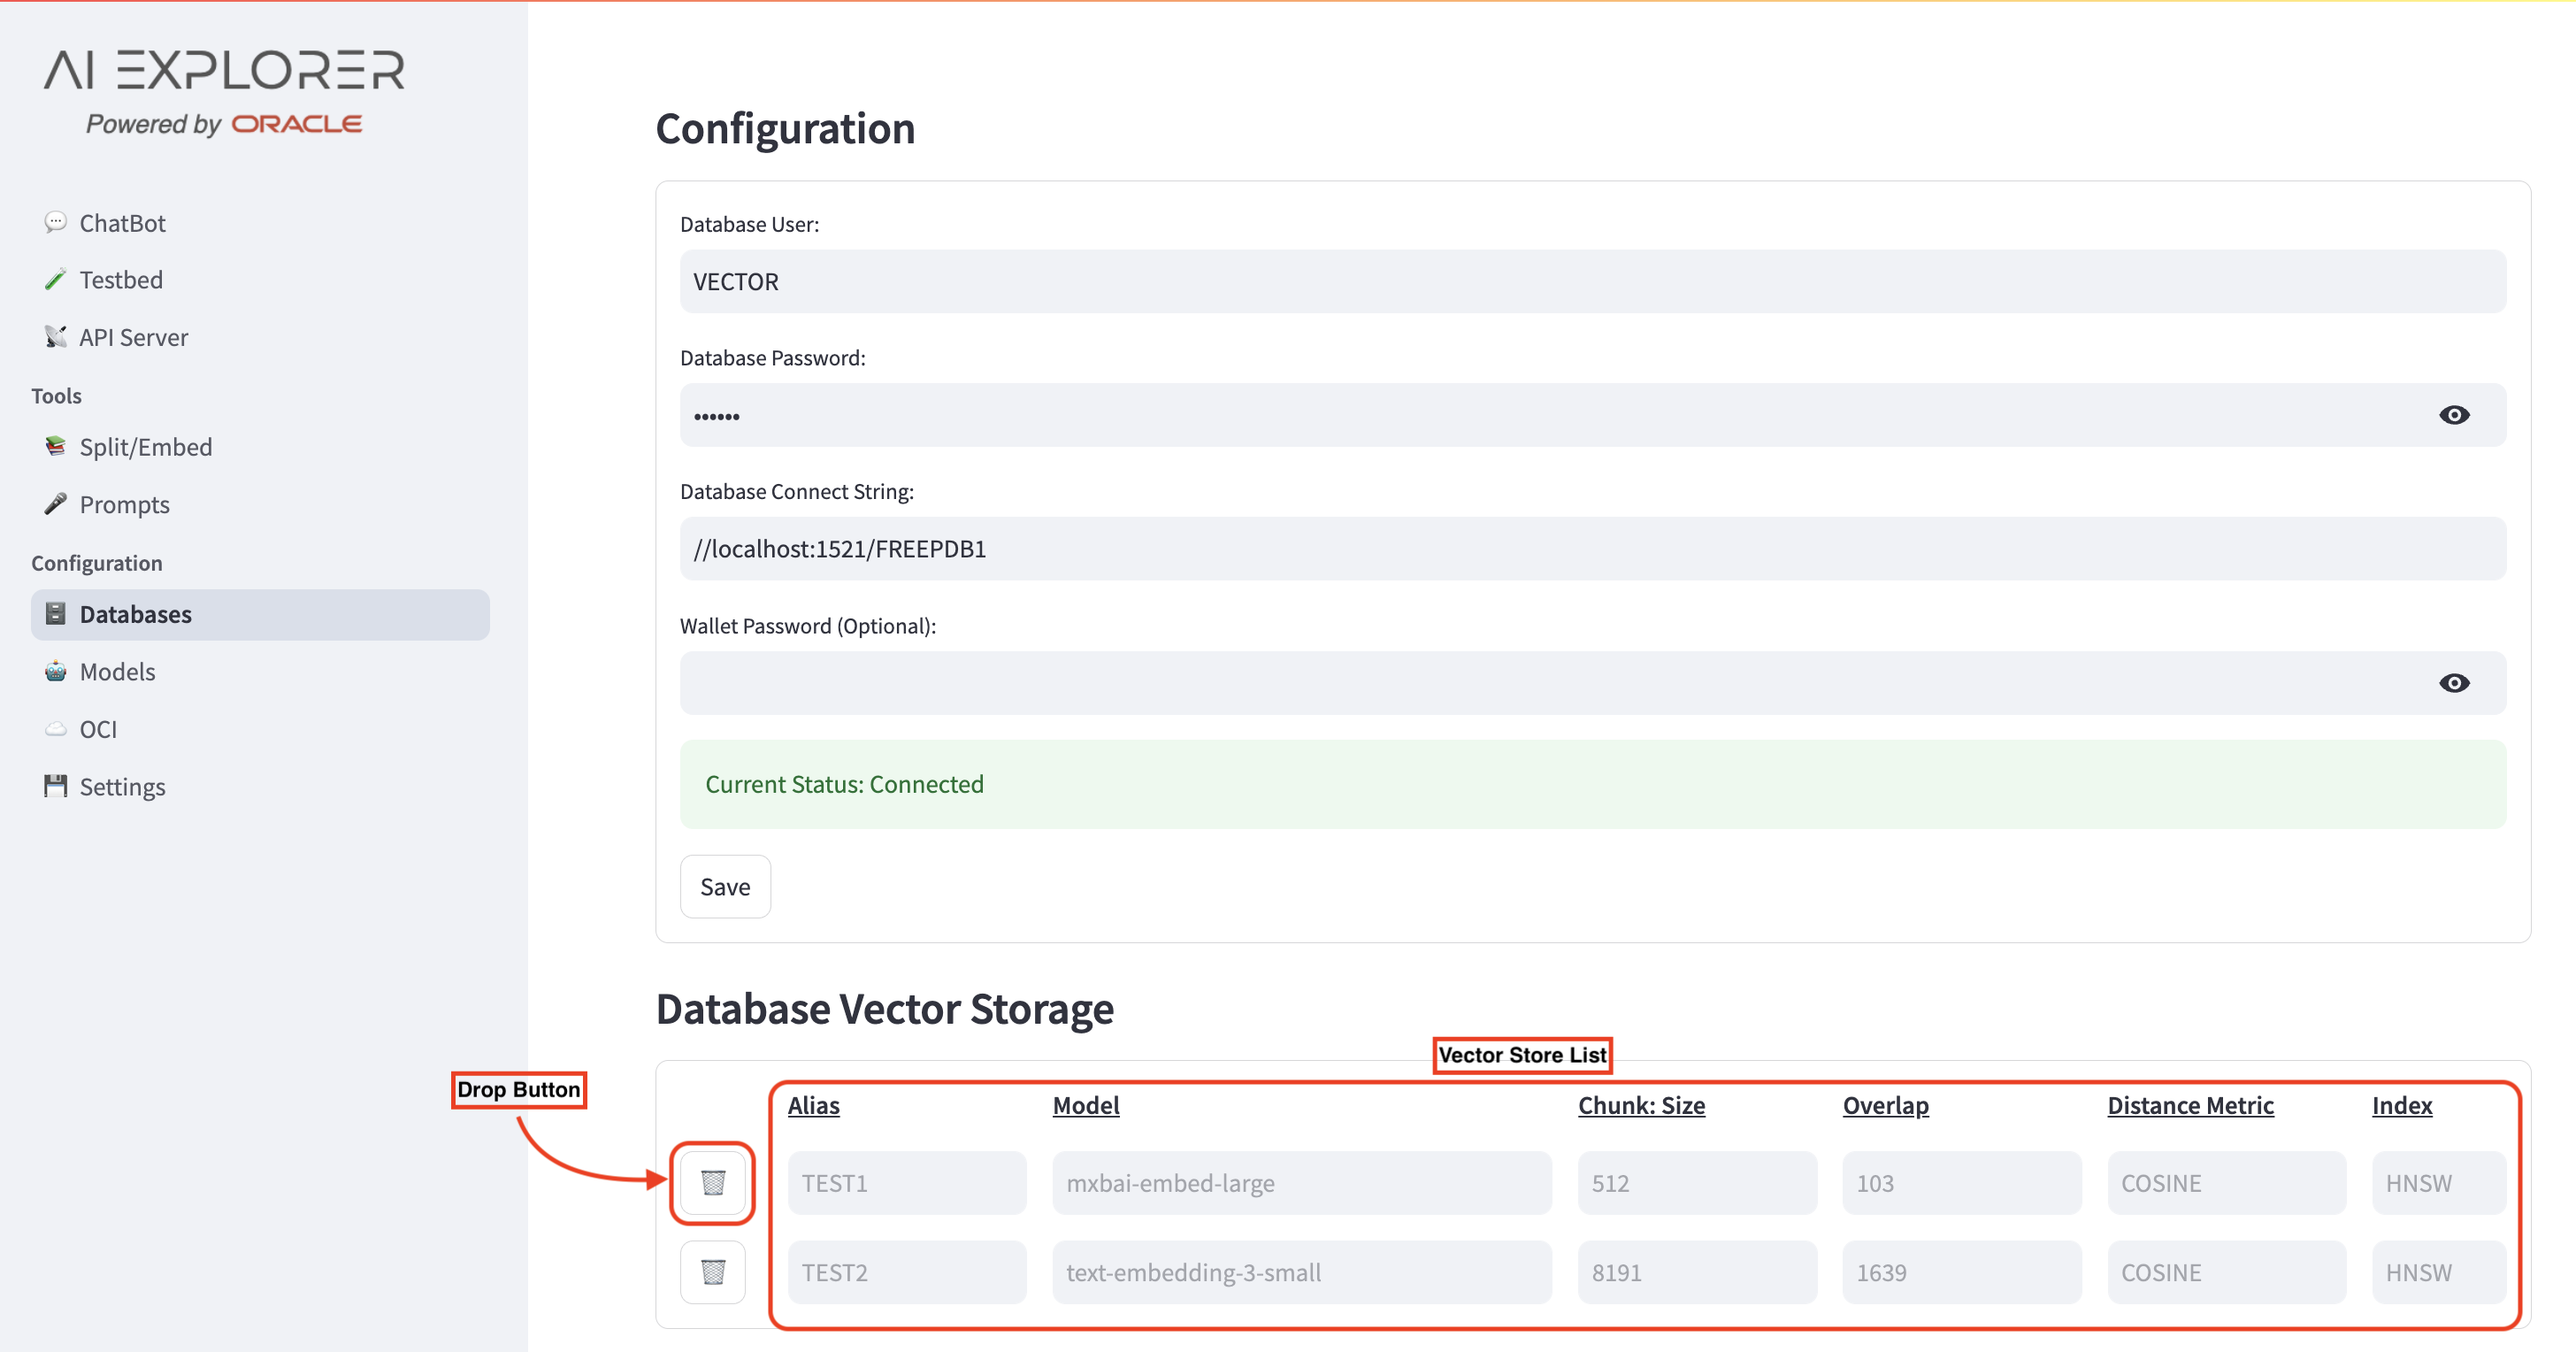 AI EXPLORER
Powered by ORACLE
ChatBot
Testbed
API Server
Tools
Split/Embed
Prompts
Configuration
Databases
Models
OCI
Settings
Configuration
Database User:
VECTOR
Database Password:
••••••
Database Connect String:
//localhost:1521/FREEPDB1
Wallet Password (Optional):
Current Status: Connected
Save
Database Vector Storage
Vector Store List
Drop Button
Alias Model Chunk: Size Overlap Distance Metric Index
TEST1 mxbai-embed-large 512 103 COSINE HNSW
TEST2 text-embedding-3-small 8191 1639 COSINE HNSW